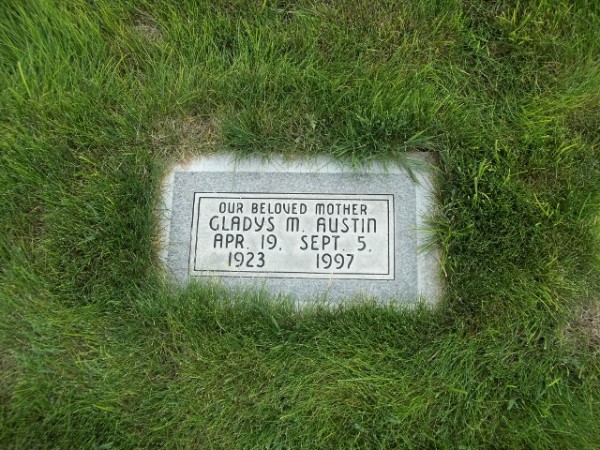 OUR BELOVED MOTHER
GLADYS M. AUSTIN
APR. 19, SEPT. 5,
1923 1997